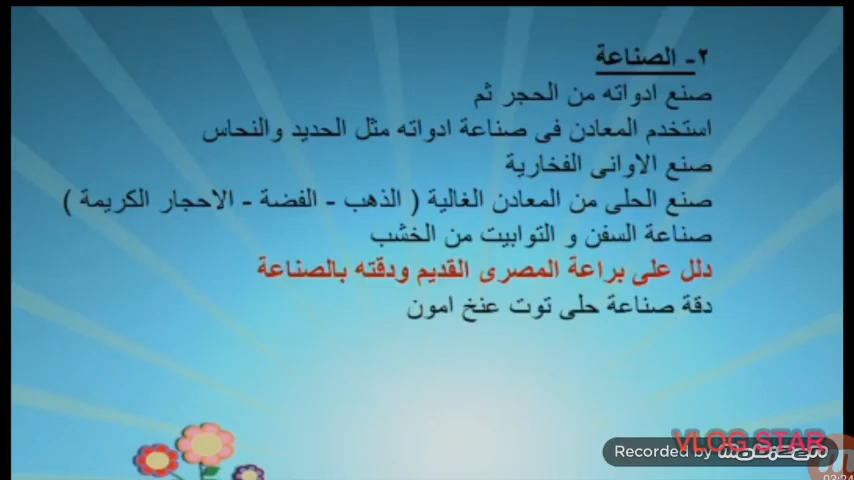 ٢- الصناعة
صنع ادواته من الحجر ثم
استخدم المعادن فى صناعة ادواته مثل الحديد والنحاس
صنع الاوانى الفخارية
صنع الحلى من المعادن الغالية ( الذهب - الفضة - الاحجار الكريمة )
صناعة السفن و التوابيت من الخشب
دلل على براعة المصرى القديم ودقته بالصناعة
دقة صناعة حلى توت عنخ امون
VLOG STAR
Recorded by
03:24